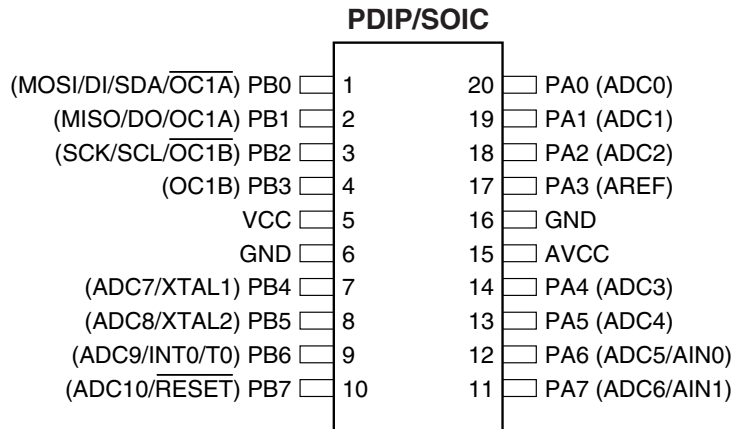 PDIP/SOIC
(MOSI/DI/SDA/O̅C̅1̅A̅) PB0 1 20 PA0 (ADC0)
(MISO/DO/OC1A) PB1 2 19 PA1 (ADC1)
(SCK/SCL/O̅C̅1̅B̅) PB2 3 18 PA2 (ADC2)
(OC1B) PB3 4 17 PA3 (AREF)
VCC 5 16 GND
GND 6 15 AVCC
(ADC7/XTAL1) PB4 7 14 PA4 (ADC3)
(ADC8/XTAL2) PB5 8 13 PA5 (ADC4)
(ADC9/INT0/T0) PB6 9 12 PA6 (ADC5/AIN0)
(ADC10/R̅E̅S̅E̅T̅) PB7 10 11 PA7 (ADC6/AIN1)